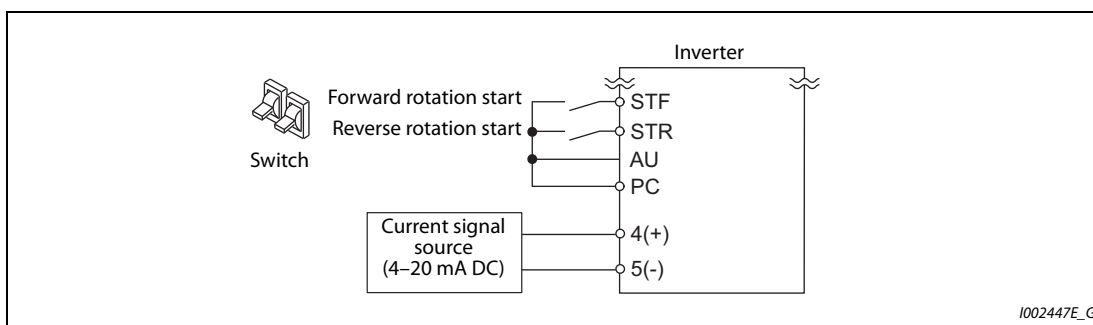 Inverter
Forward rotation start
STF
Reverse rotation start
STR
Switch
AU
PC
Current signal
source
(4–20 mA DC)
4(+)
5(-)
I002447E_G